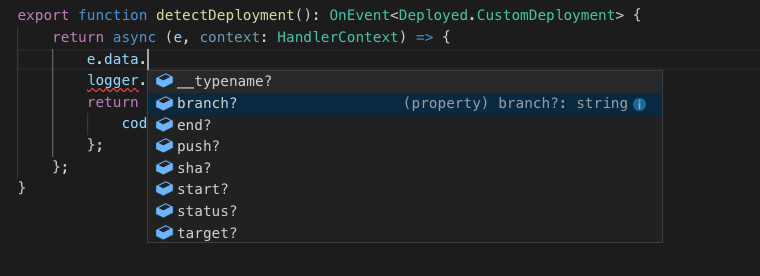 export function detectDeployment(): OnEvent<Deployed.CustomDeployment> {
return async (e, context: HandlerContext) => {
e.data.
logger.
__typename?
return
branch? (property) branch?: string
cod
end?
};
push?
};
sha?
}
start?
status?
target?